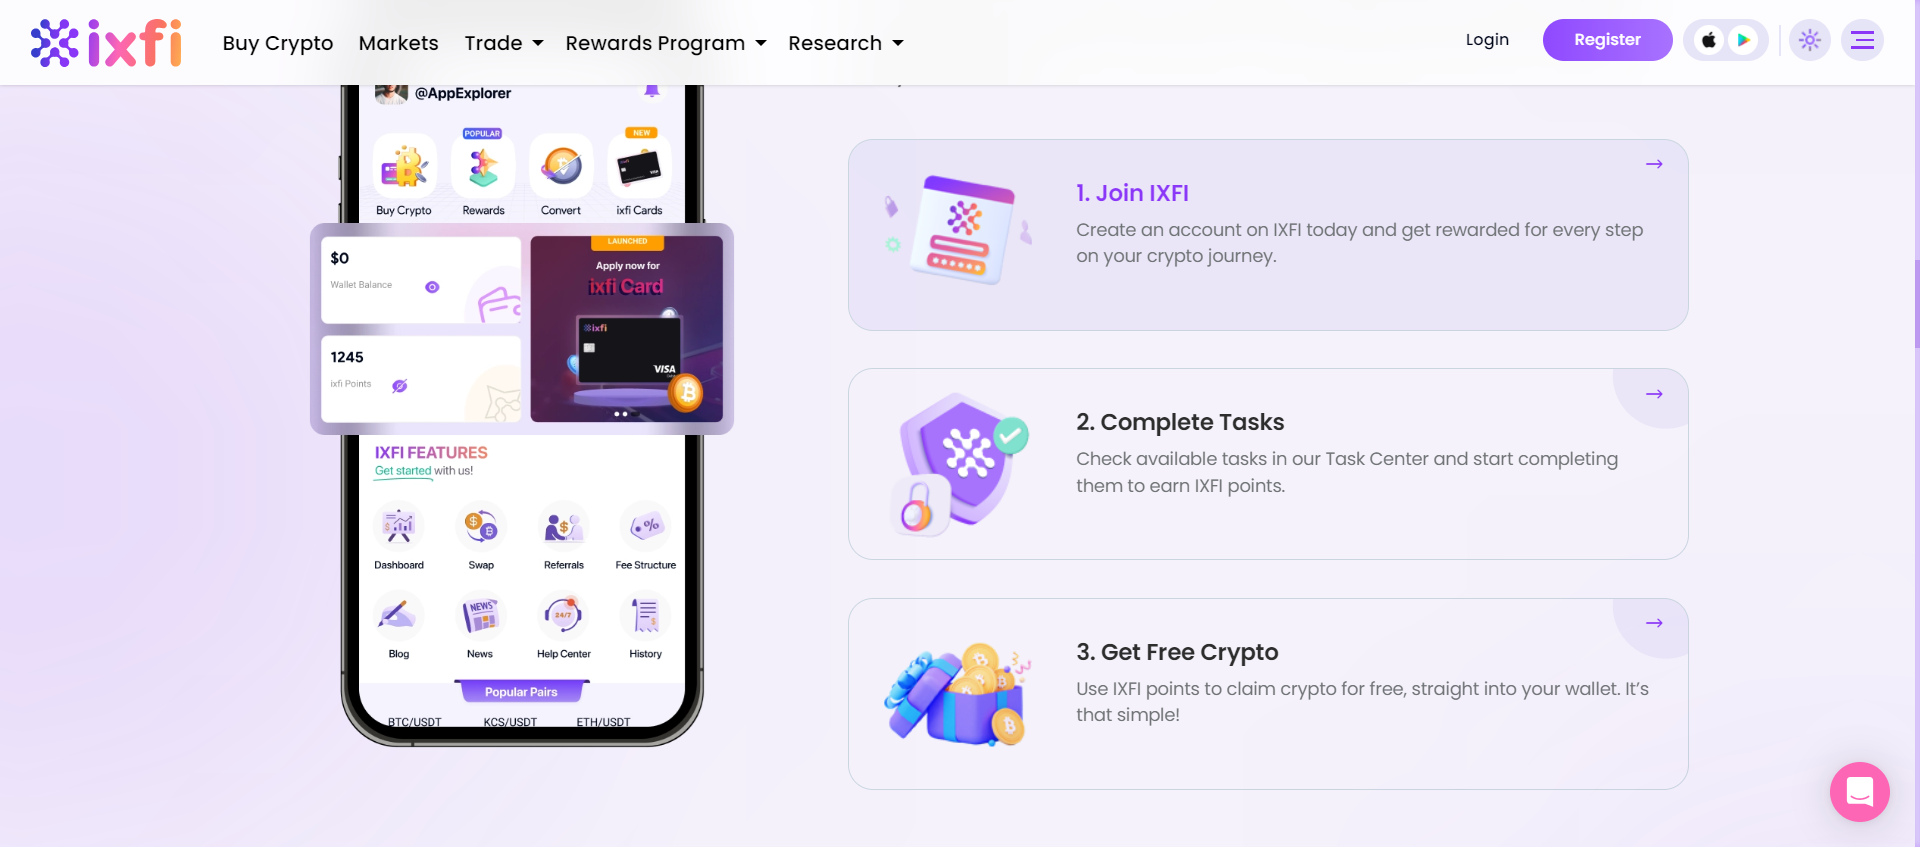 ixfi
Buy Crypto
Markets
Trade
Rewards Program
Research
Login
Register
@AppExplorer
POPULAR
NEW
Buy Crypto
Rewards
Convert
ixfi Cards
$0
Wallet Balance
1245
ixfi Points
LAUNCHED
Apply now for
ixfi Card
ixfi
VISA
IXFI FEATURES
Get started with us!
Dashboard
Swap
Referrals
Fee Structure
NEWS
24/7
Blog
News
Help Center
History
Popular Pairs
BTC/USDT
KCS/USDT
ETH/USDT
1. Join IXFI
Create an account on IXFI today and get rewarded for every step
on your crypto journey.
2. Complete Tasks
Check available tasks in our Task Center and start completing
them to earn IXFI points.
3. Get Free Crypto
Use IXFI points to claim crypto for free, straight into your wallet. It’s
that simple!